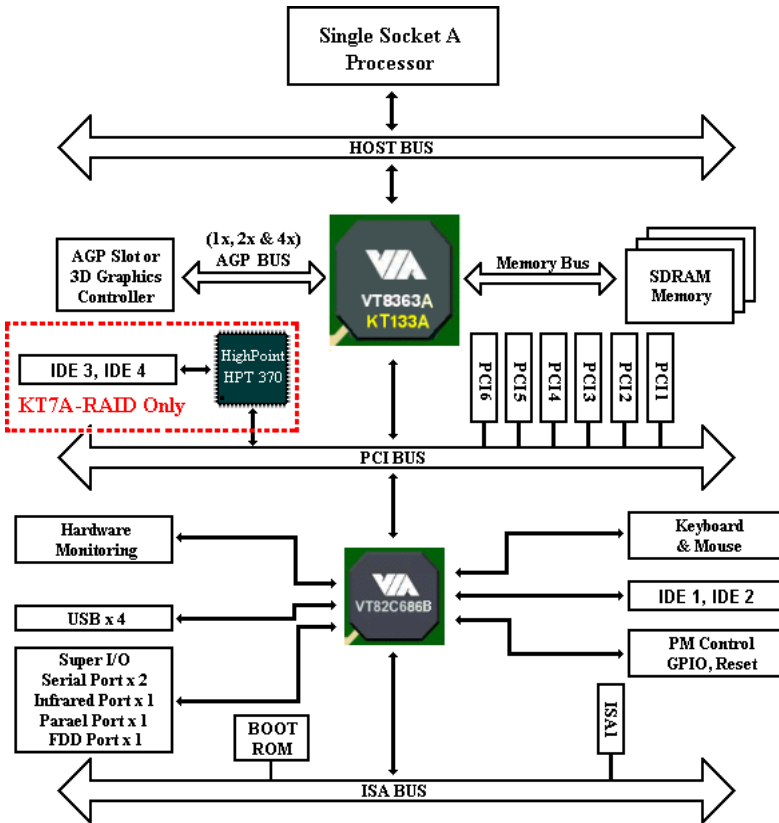 Single Socket A
Processor
HOST BUS
(1x, 2x & 4x)
AGP BUS
AGP Slot or
3D Graphics
Controller
VIA
VT8363A
KT133A
Memory Bus
SDRAM
Memory
IDE 3, IDE 4
HighPoint
HPT 370
KT7A-RAID Only
PCI6
PCI5
PCI4
PCI3
PCI2
PCI1
PCI BUS
Hardware
Monitoring
USB x 4
Super I/O
Serial Port x 2
Infrared Port x 1
Parael Port x 1
FDD Port x 1
VIA
VT82C686B
Keyboard
& Mouse
IDE 1, IDE 2
PM Control
GPIO, Reset
BOOT
ROM
ISA1
ISA BUS